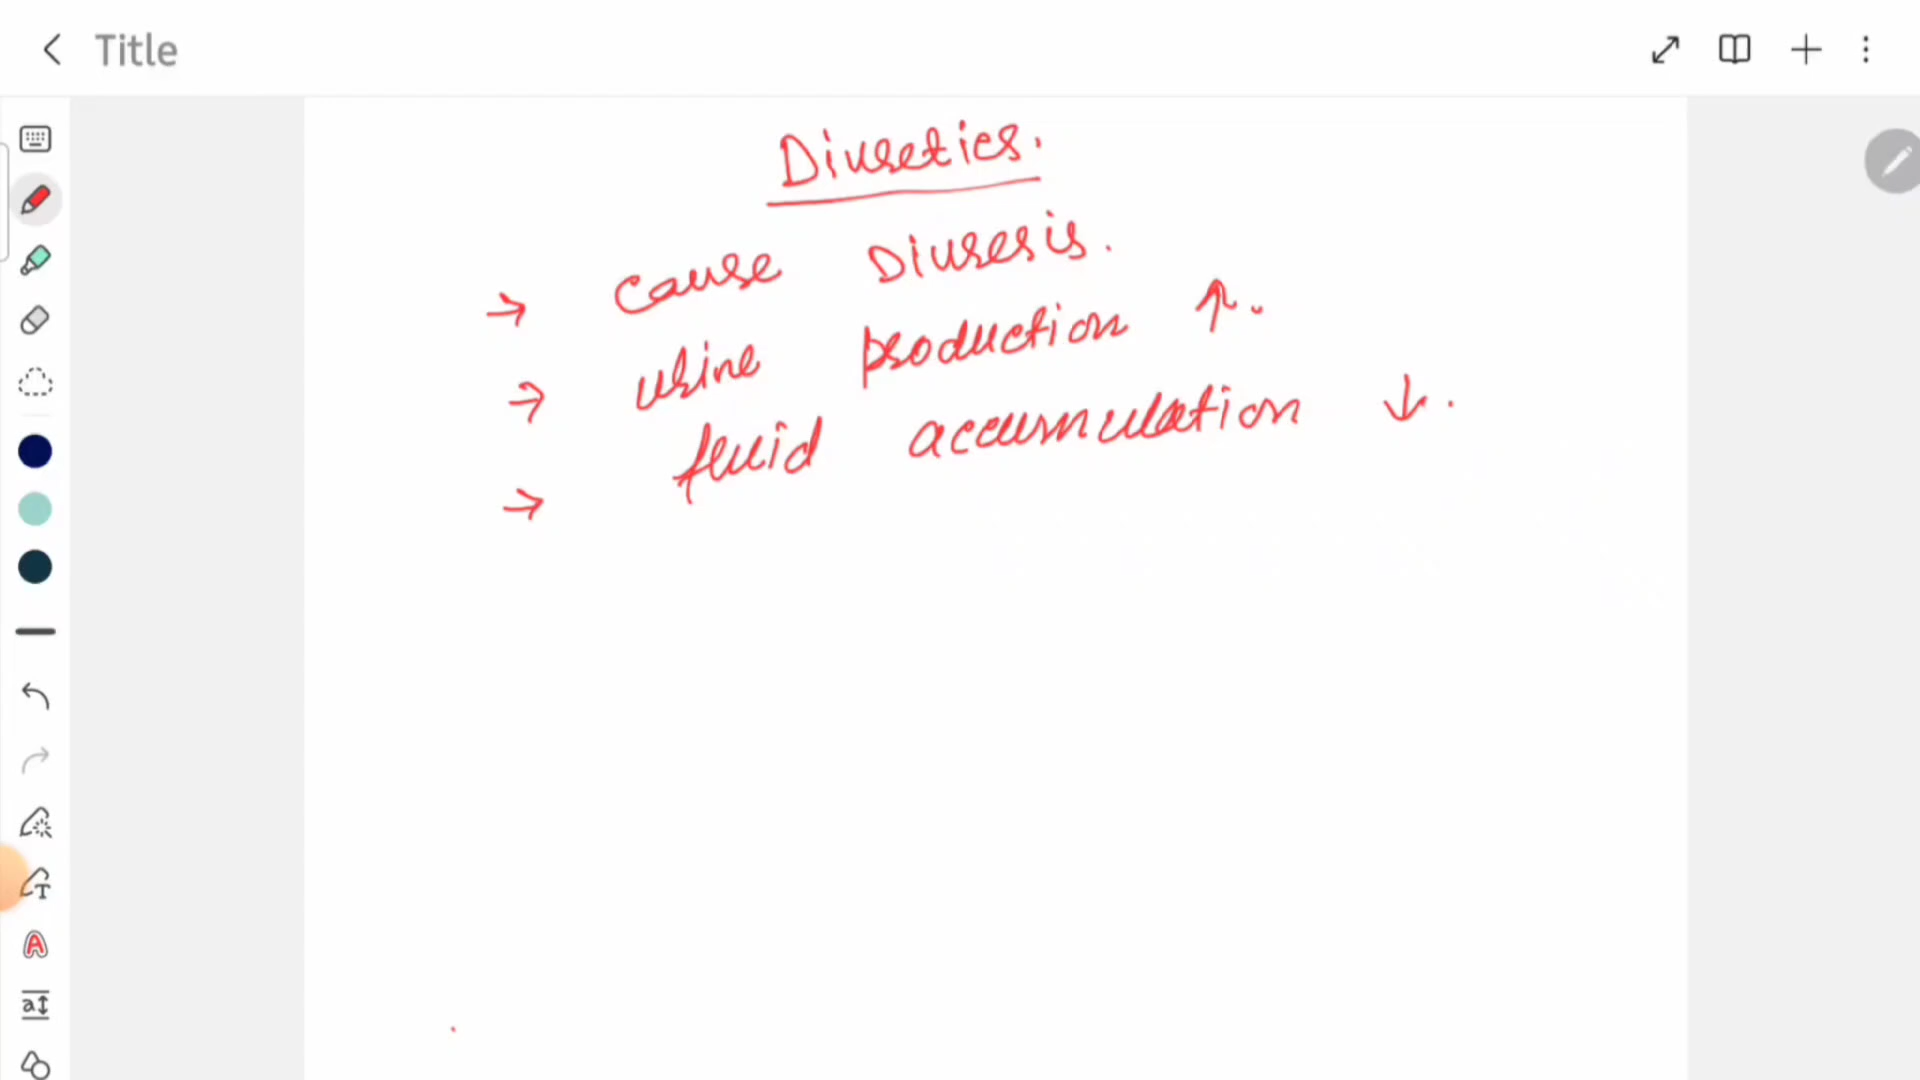 Title
Diuretics.
→ cause Diuresis.
→ urine production ↑.
→ fluid accumulation ↓.